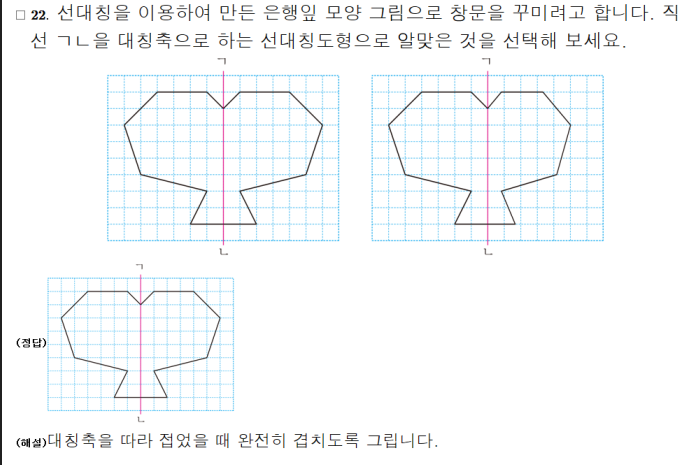 □ 22. 선대칭을 이용하여 만든 은행잎 모양 그림으로 창문을 꾸미려고 합니다. 직
선 ㄱㄴ을 대칭축으로 하는 선대칭도형으로 알맞은 것을 선택해 보세요.
ㄱ ㄱ
ㄴ ㄴ
ㄱ
(정답)
ㄴ
(해설)대칭축을 따라 접었을 때 완전히 겹치도록 그립니다.